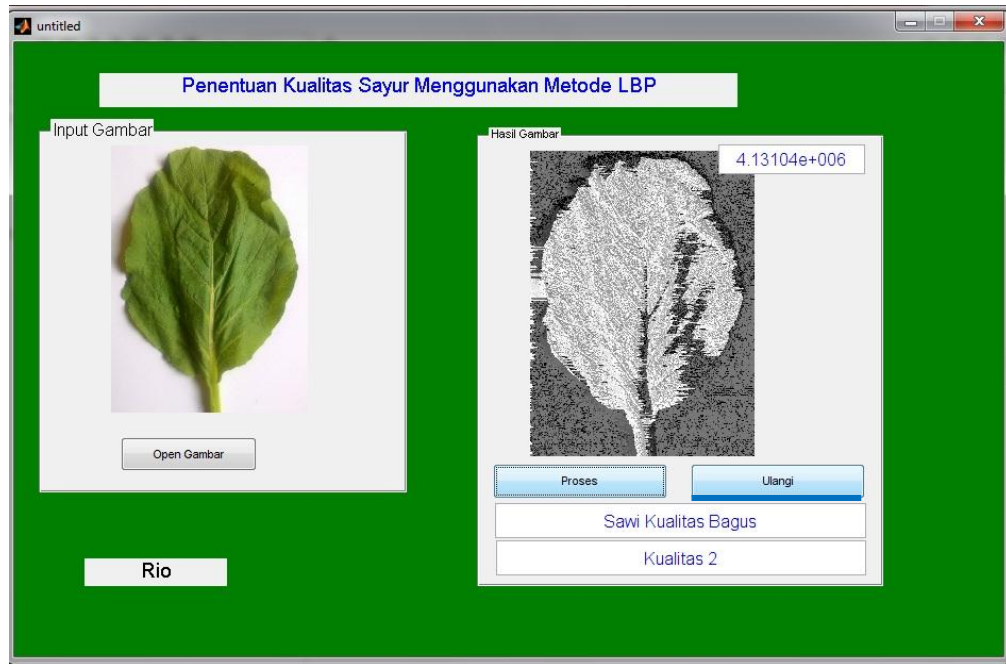 untitled
Penentuan Kualitas Sayur Menggunakan Metode LBP
Input Gambar
Open Gambar
Rio
Hasil Gambar
4.13104e+006
Proses
Ulangi
Sawi Kualitas Bagus
Kualitas 2